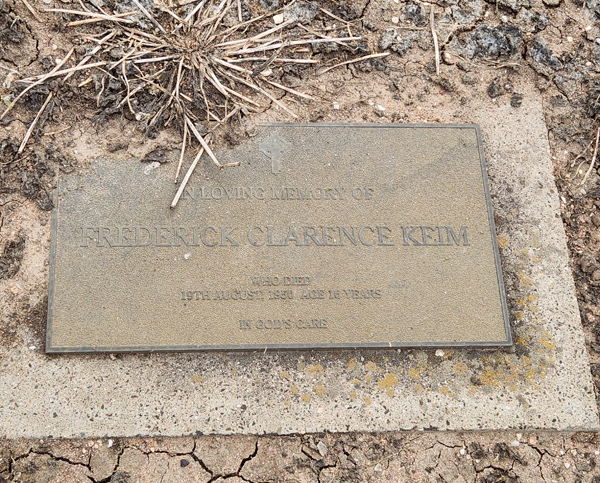 IN LOVING MEMORY OF
FREDERICK CLARENCE KEIM
WHO DIED
19TH AUGUST, 1950 AGE 16 YEARS
IN GOD'S CARE